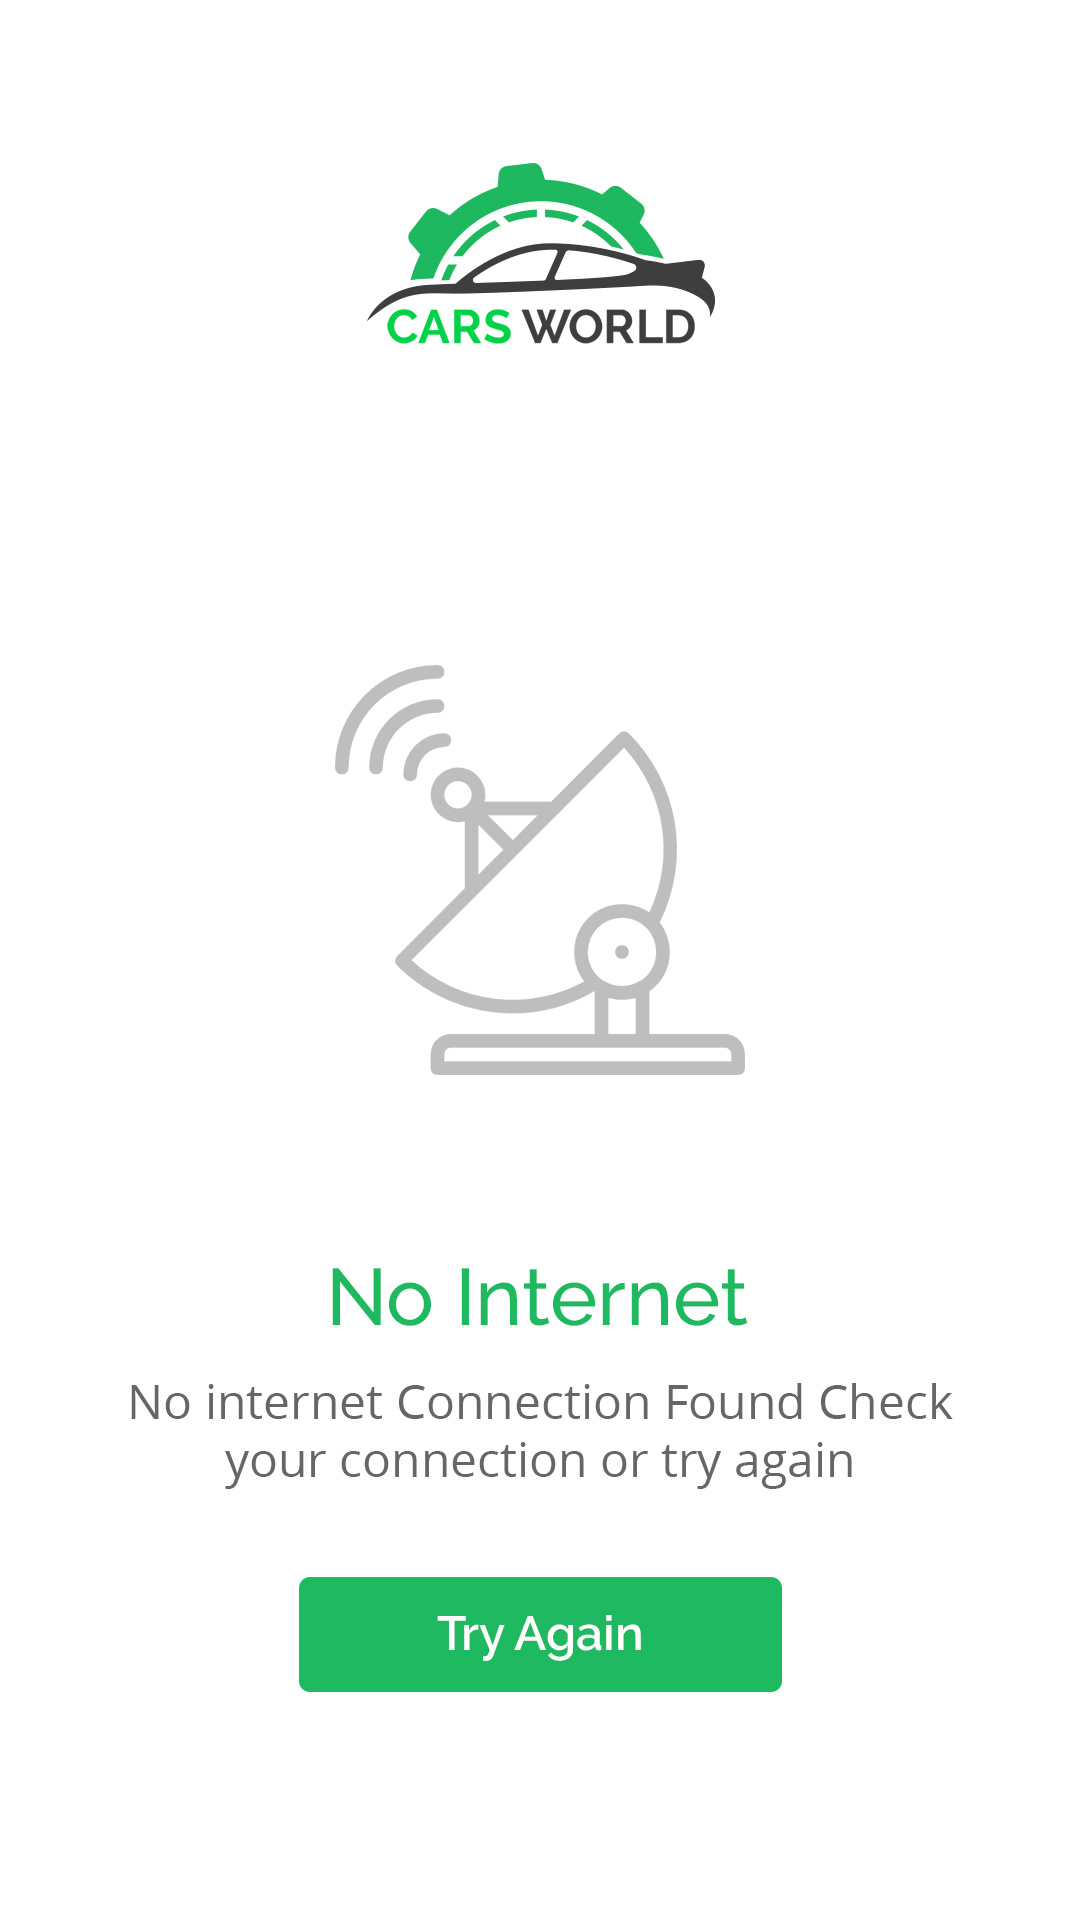 CARS WORLD
No Internet
No internet Connection Found Check
your connection or try again
Try Again